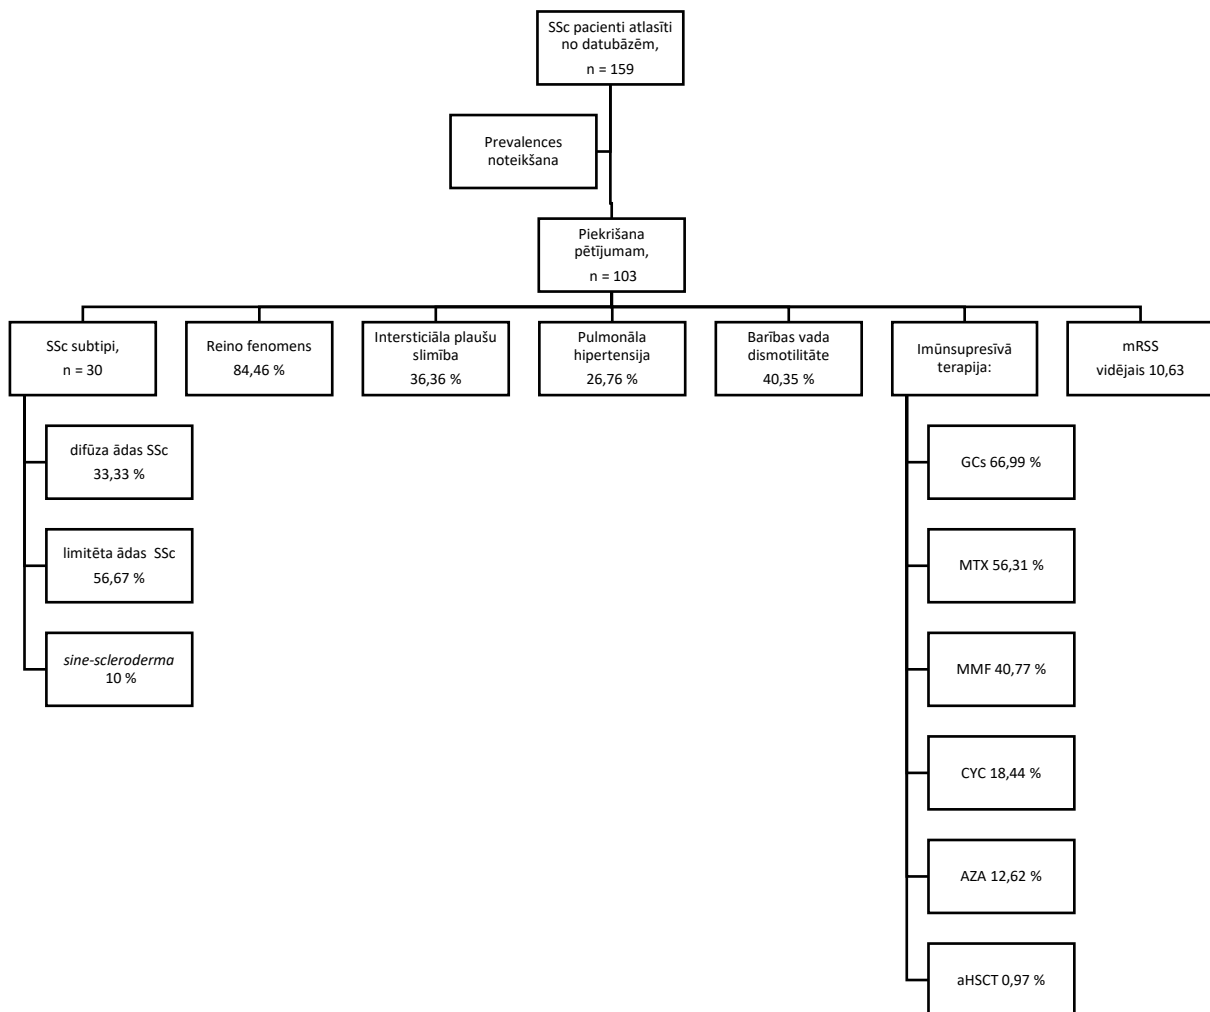 SSc pacienti atlasīti
no datubāzēm,
n = 159
Prevalences
noteikšana
Piekrišana
pētījumam,
n = 103
SSc subtipi,
n = 30
Reino fenomens
84,46 %
Intersticiāla plaušu
slimība
36,36 %
Pulmonāla
hipertensija
26,76 %
Barības vada
dismotilitāte
40,35 %
Imūnsupresīvā
terapija:
mRSS
vidējais 10,63
difūza ādas SSc
33,33 %
limitēta ādas SSc
56,67 %
sine-scleroderma
10 %
GCs 66,99 %
MTX 56,31 %
MMF 40,77 %
CYC 18,44 %
AZA 12,62 %
aHSCT 0,97 %